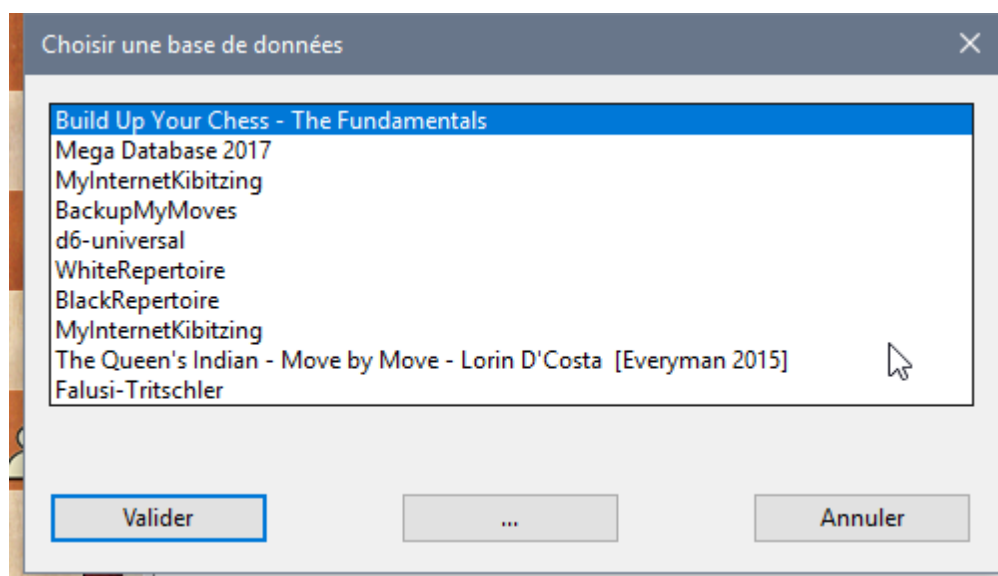 Choisir une base de données
Build Up Your Chess - The Fundamentals
Mega Database 2017
MyInternetKibitzing
BackupMyMoves
d6-universal
WhiteRepertoire
BlackRepertoire
MyInternetKibitzing
The Queen's Indian - Move by Move - Lorin D'Costa  [Everyman 2015]
Falusi-Tritschler
Valider ... Annuler